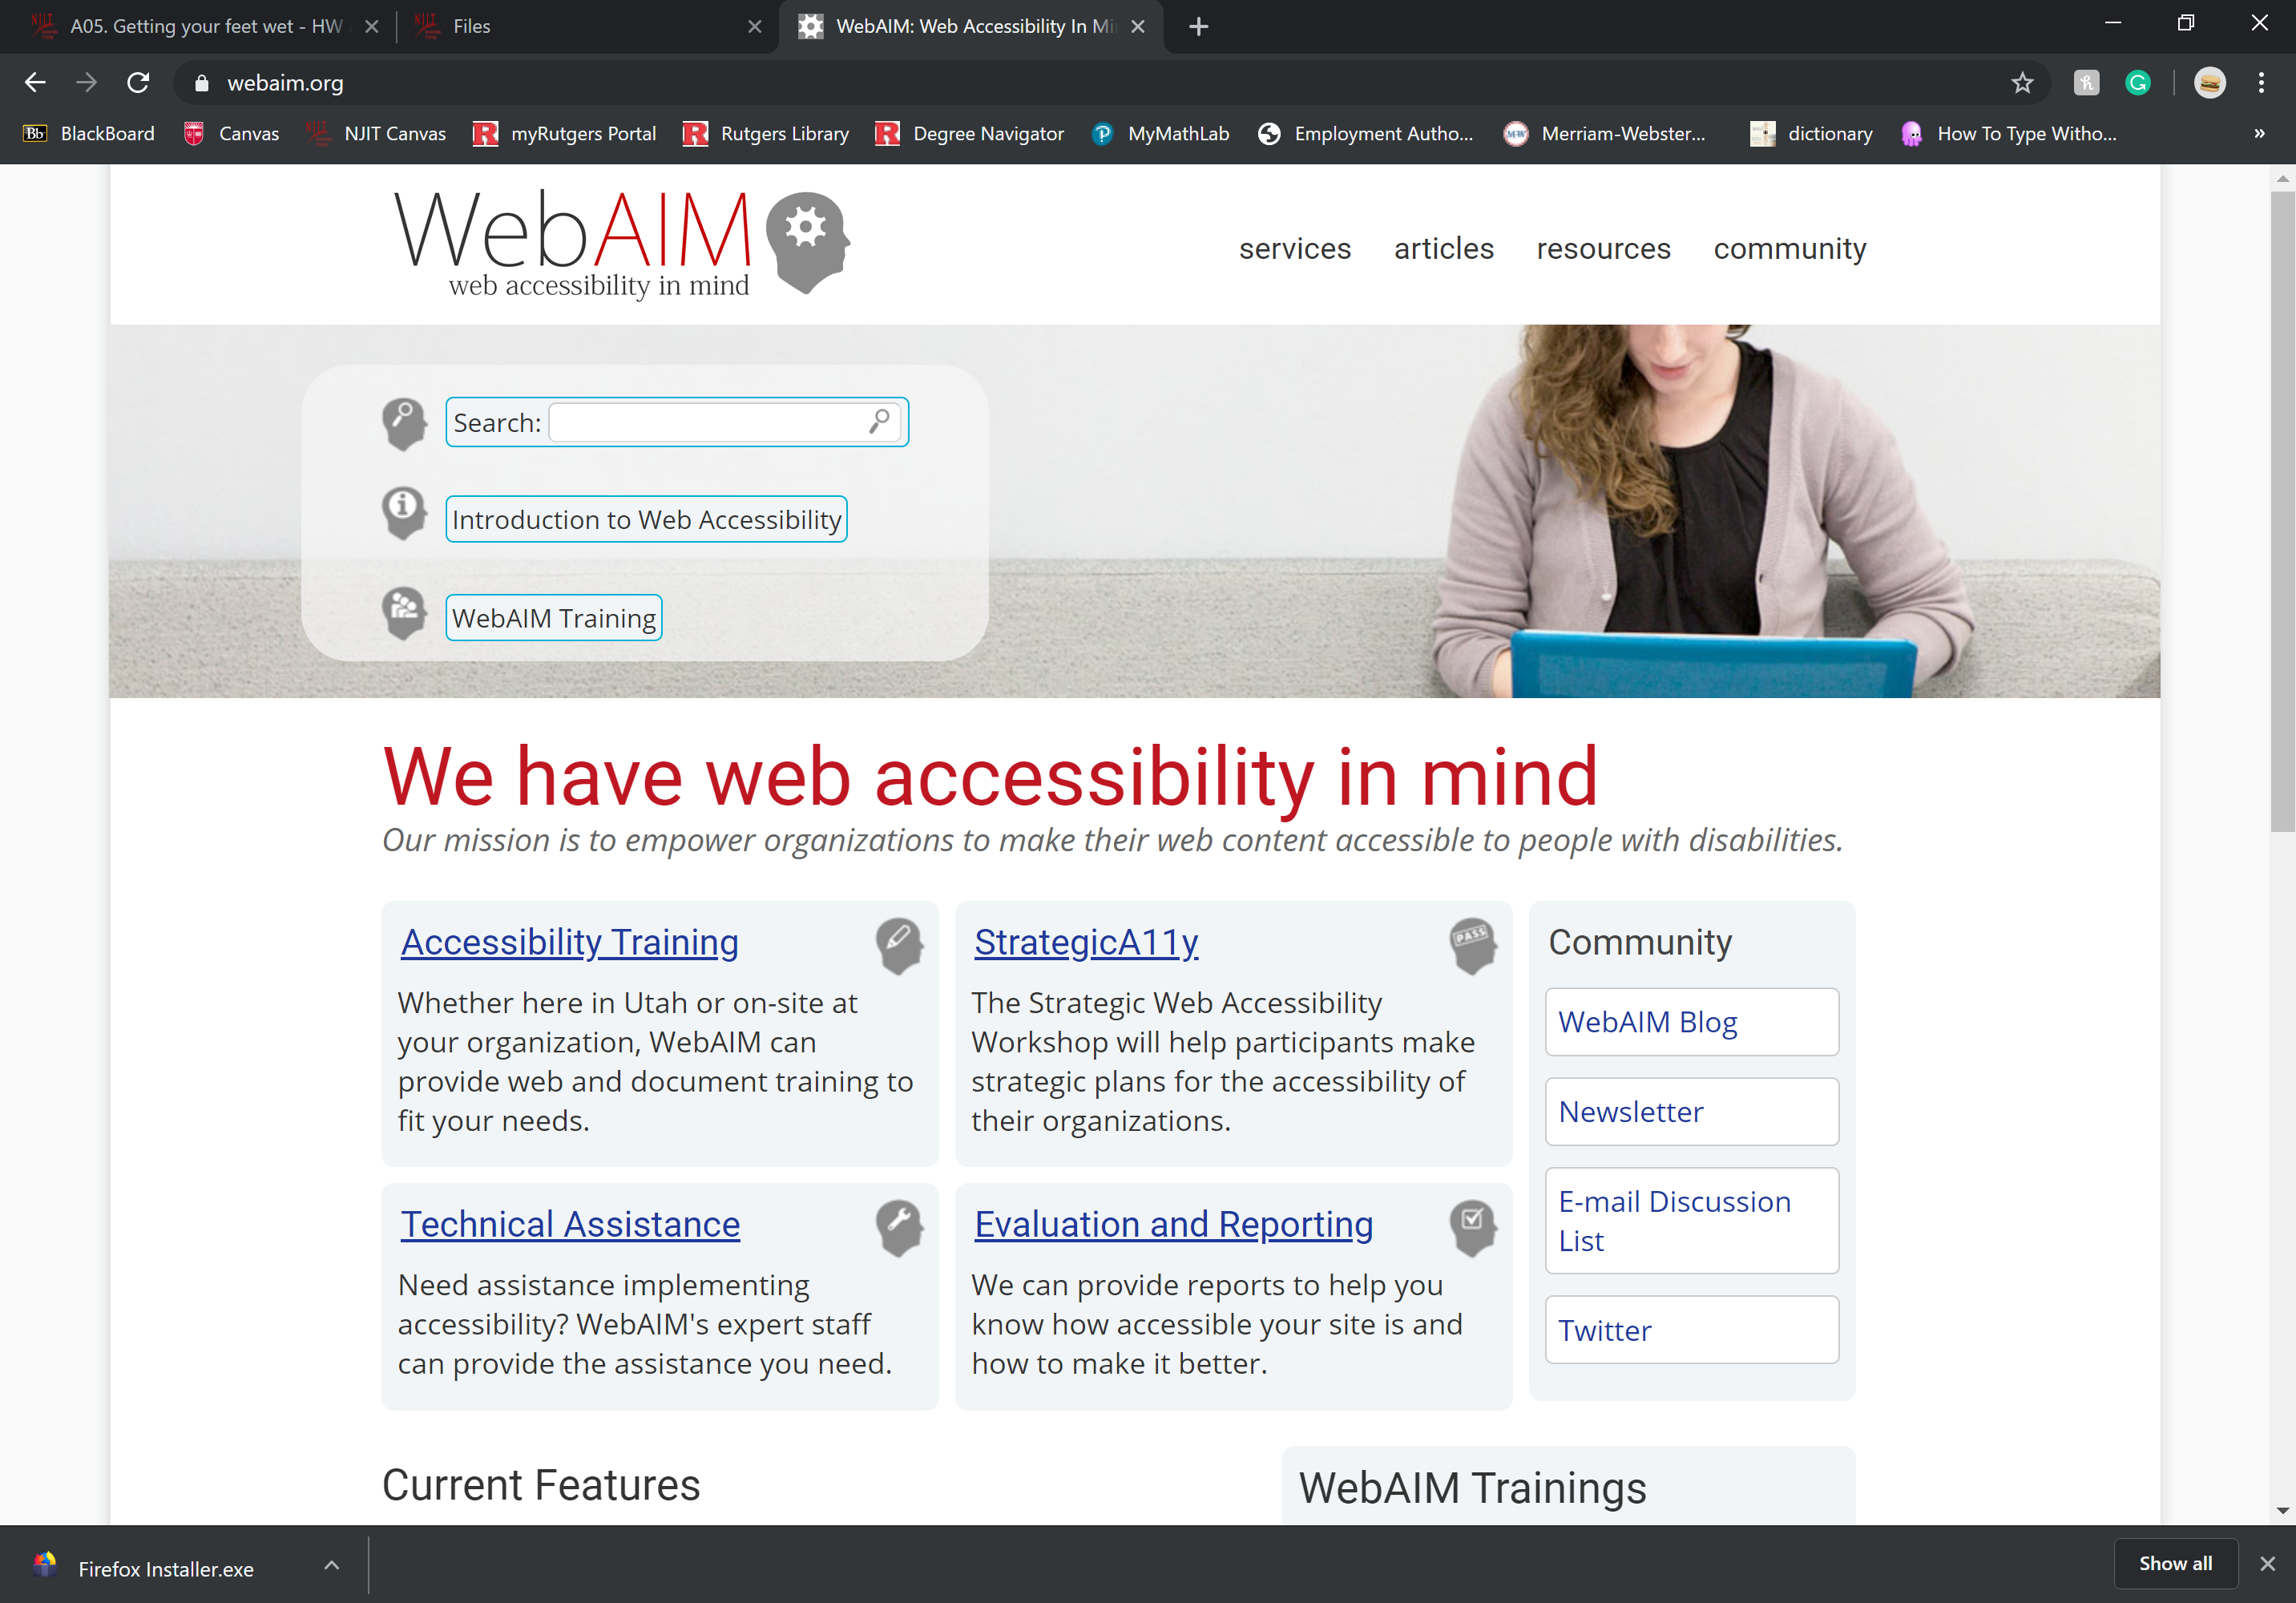 A05. Getting your feet wet - HW
Files
WebAIM: Web Accessibility In Mi
webaim.org
Bb BlackBoard
Canvas
NJIT Canvas
R myRutgers Portal
R Rutgers Library
R Degree Navigator
P MyMathLab
Employment Autho...
M-W Merriam-Webster...
dictionary
How To Type Witho...
»
WebAIM
web accessibility in mind
services articles resources community
Search:
Introduction to Web Accessibility
WebAIM Training
We have web accessibility in mind
Our mission is to empower organizations to make their web content accessible to people with disabilities.
Accessibility Training
Whether here in Utah or on-site at
your organization, WebAIM can
provide web and document training to
fit your needs.
StrategicA11y
PASS
The Strategic Web Accessibility
Workshop will help participants make
strategic plans for the accessibility of
their organizations.
Technical Assistance
Need assistance implementing
accessibility? WebAIM's expert staff
can provide the assistance you need.
Evaluation and Reporting
We can provide reports to help you
know how accessible your site is and
how to make it better.
Community
WebAIM Blog
Newsletter
E-mail Discussion
List
Twitter
Current Features
WebAIM Trainings
Firefox Installer.exe
Show all